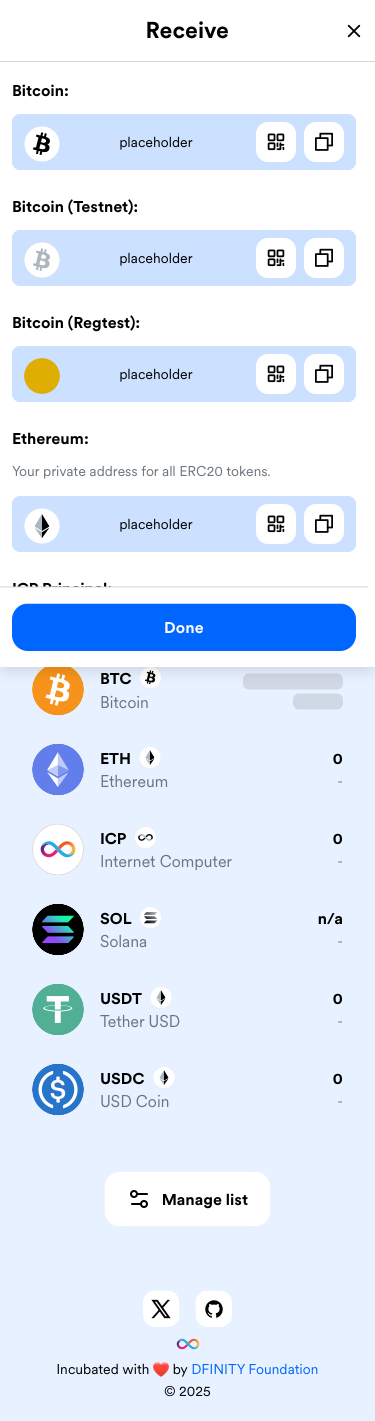 Receive
Bitcoin:
placeholder
Bitcoin (Testnet):
placeholder
Bitcoin (Regtest):
placeholder
Ethereum:
Your private address for all ERC20 tokens.
placeholder
ICP Principal:
Done
BTC
Bitcoin
ETH 0
Ethereum -
ICP 0
Internet Computer -
SOL n/a
Solana -
USDT 0
Tether USD -
USDC 0
USD Coin -
Manage list
Incubated with ❤️ by DFINITY Foundation
© 2025